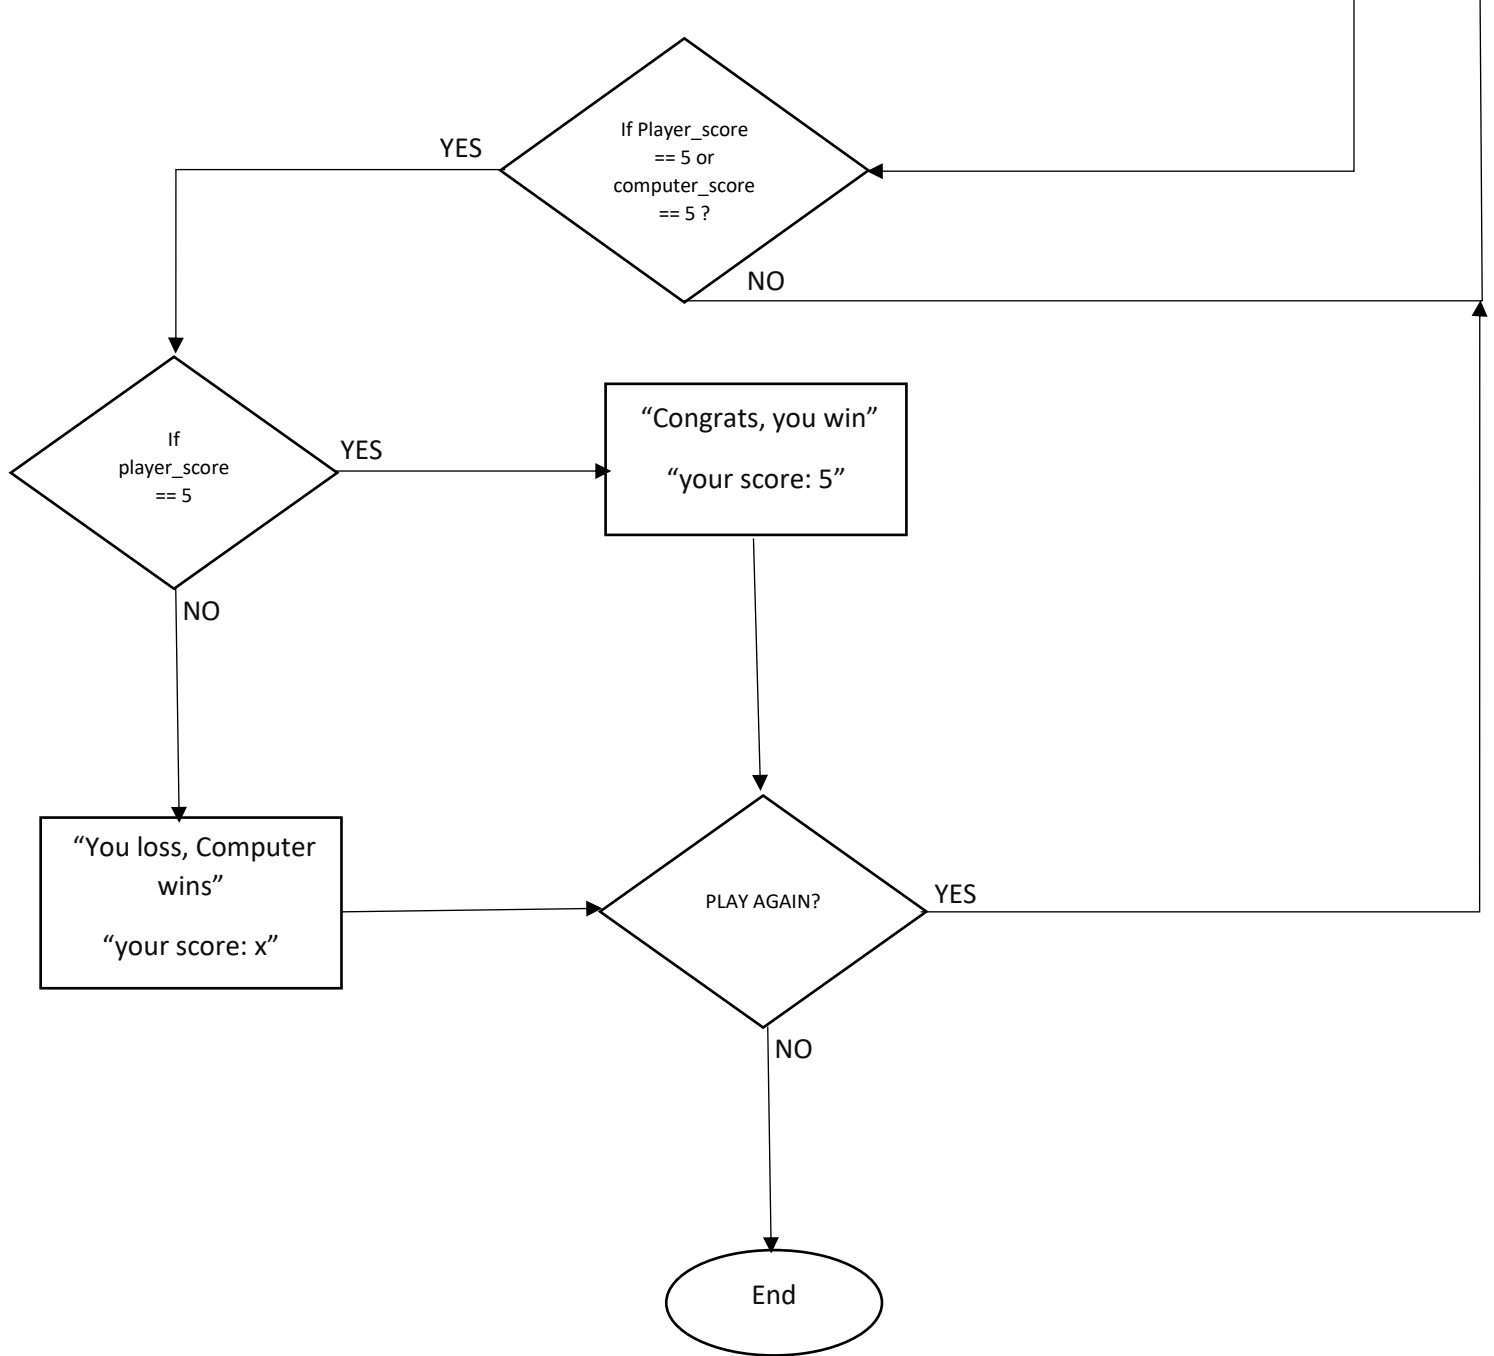 If Player_score
== 5 or
computer_score
== 5 ?
YES
NO
If
player_score
== 5
YES
NO
“Congrats, you win”
“your score: 5”
“You loss, Computer
wins”
“your score: x”
PLAY AGAIN?
YES
NO
End